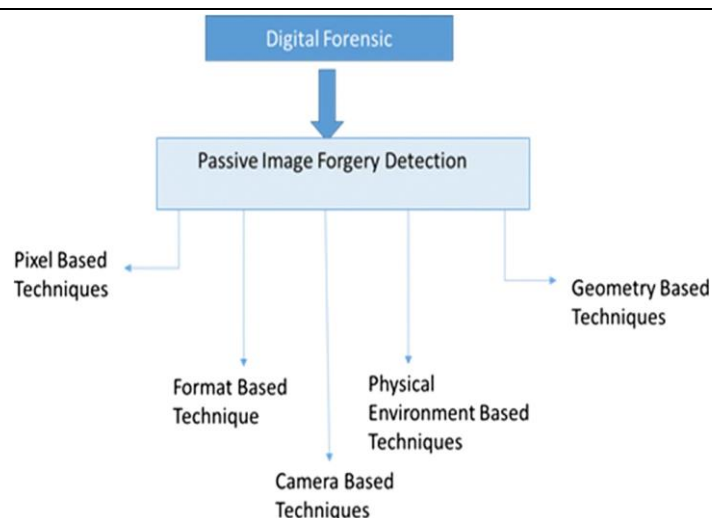 Digital Forensic
Passive Image Forgery Detection
Pixel Based
Techniques
Geometry Based
Techniques
Format Based
Technique
Physical
Environment Based
Techniques
Camera Based
Techniques